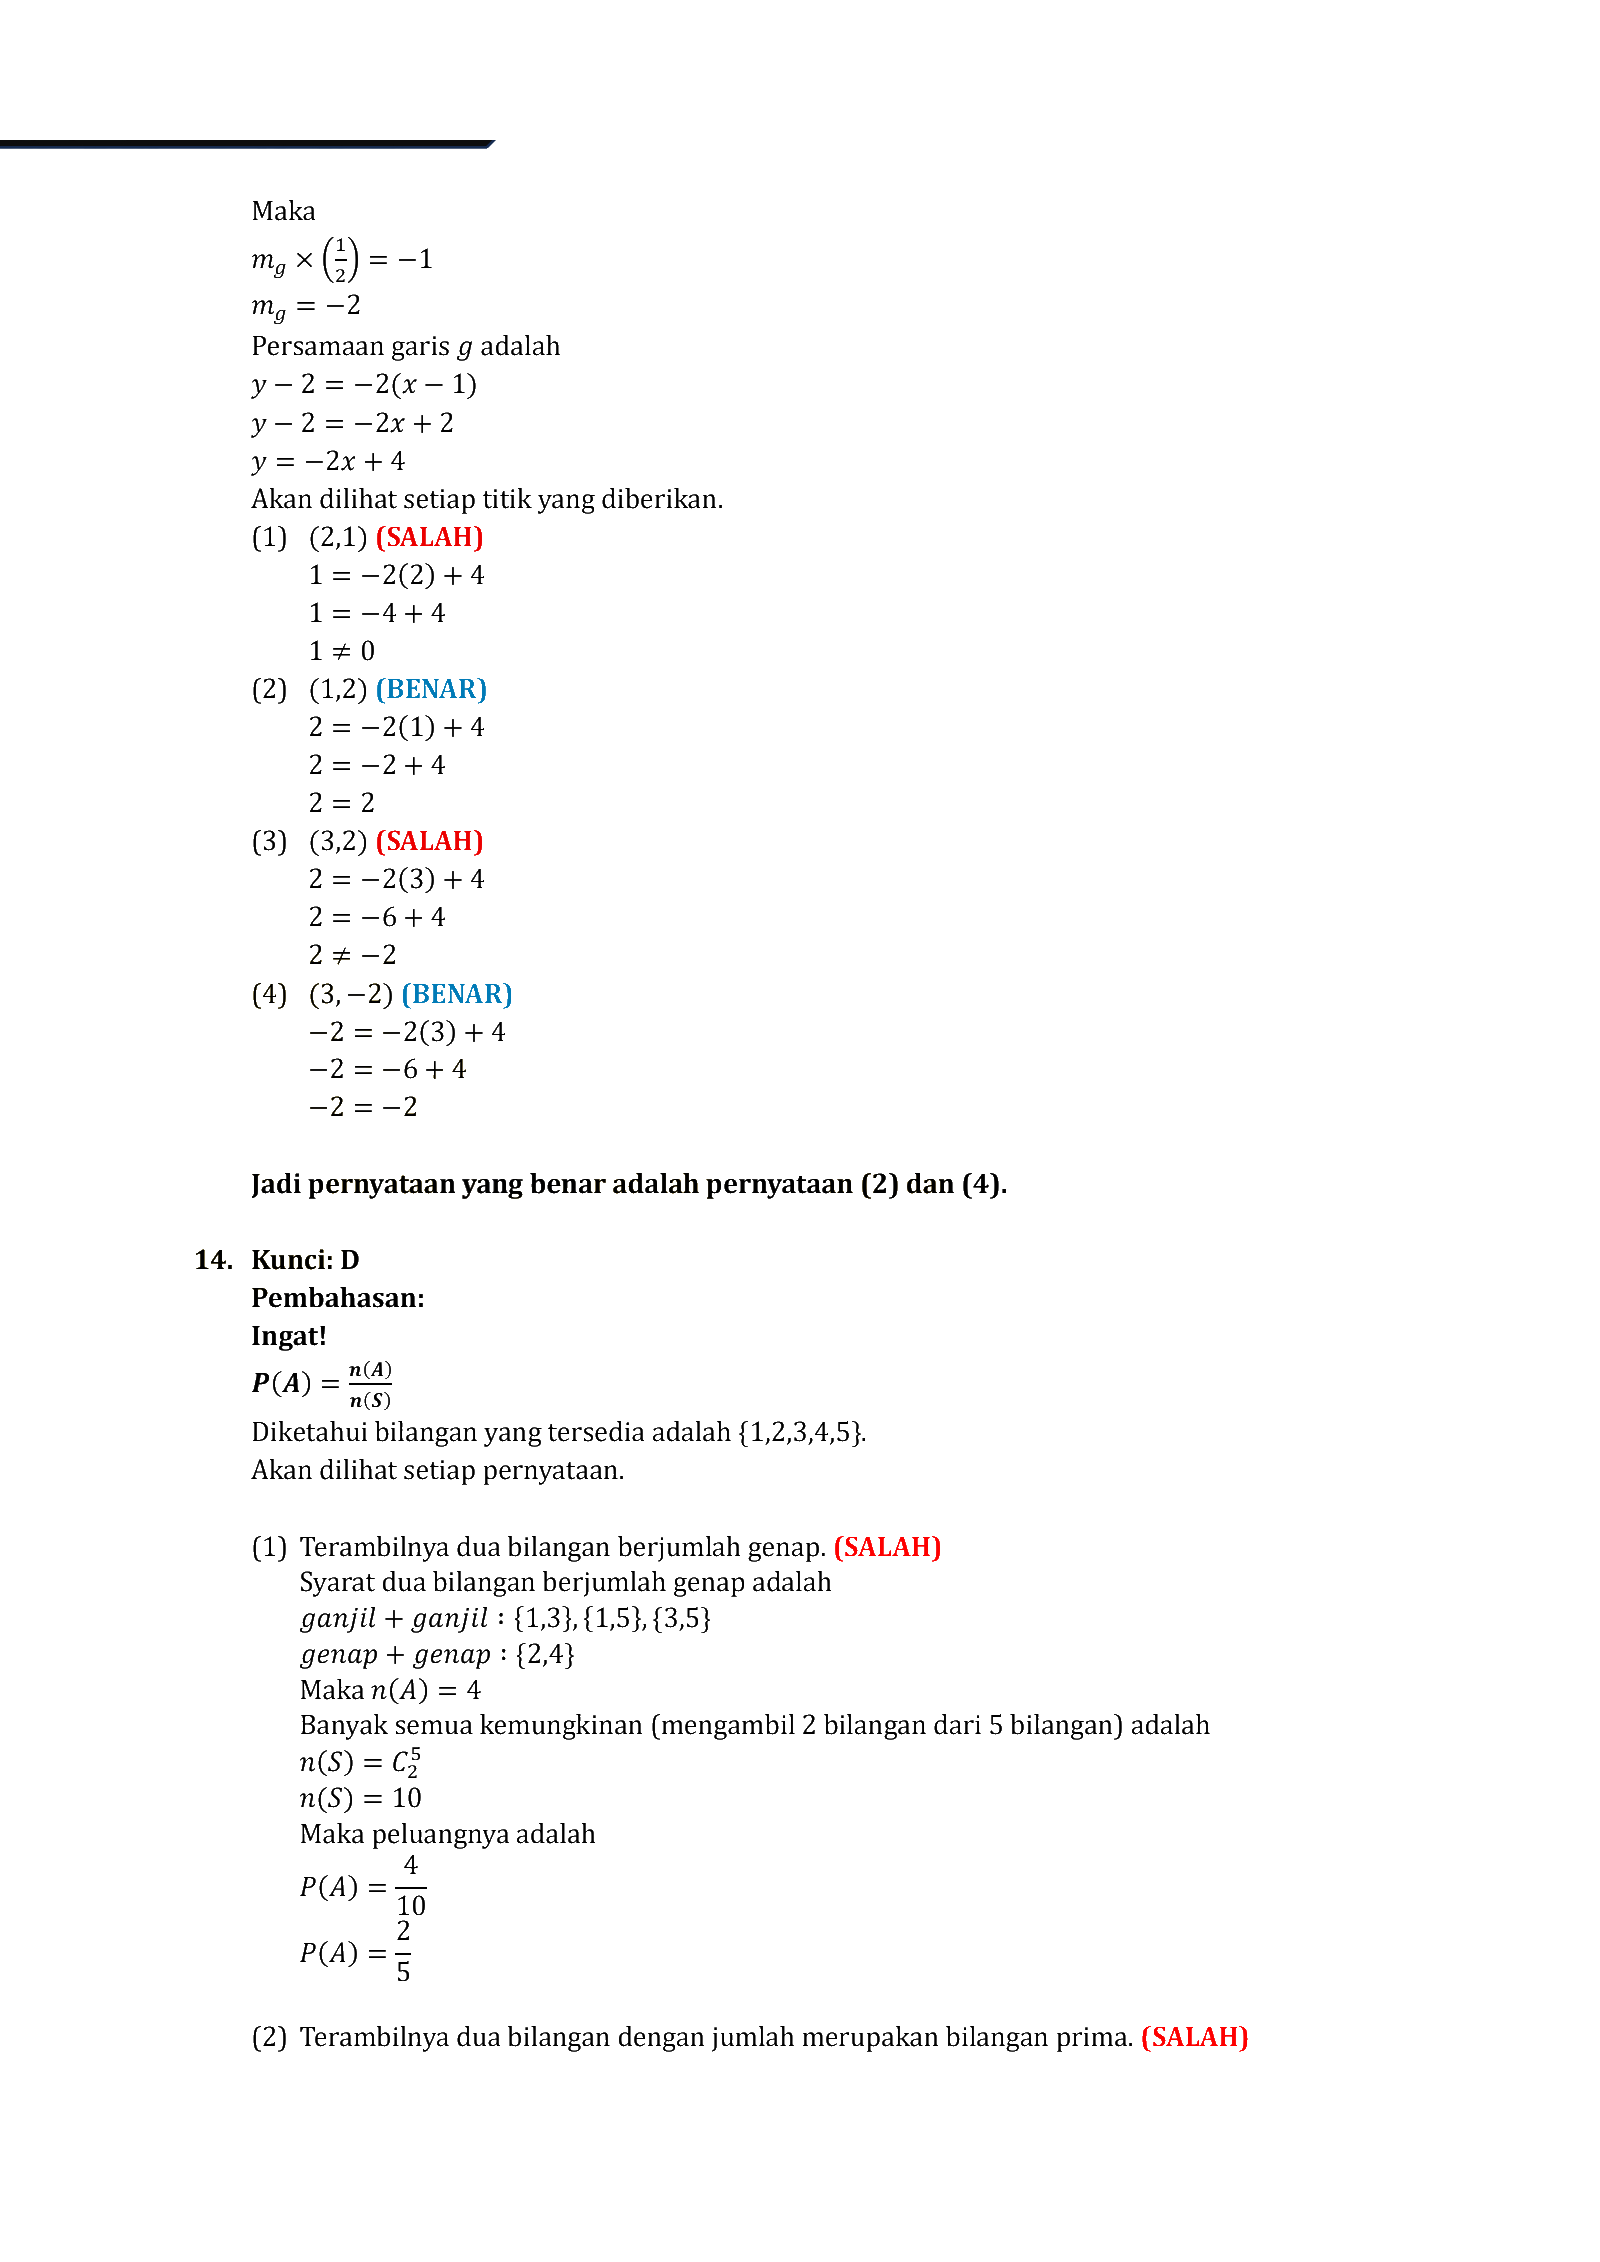 Maka
m_g × (1/2) = −1
m_g = −2
Persamaan garis g adalah
y − 2 = −2(x − 1)
y − 2 = −2x + 2
y = −2x + 4
Akan dilihat setiap titik yang diberikan.
(1) (2,1) (SALAH)
1 = −2(2) + 4
1 = −4 + 4
1 ≠ 0
(2) (1,2) (BENAR)
2 = −2(1) + 4
2 = −2 + 4
2 = 2
(3) (3,2) (SALAH)
2 = −2(3) + 4
2 = −6 + 4
2 ≠ −2
(4) (3, −2) (BENAR)
−2 = −2(3) + 4
−2 = −6 + 4
−2 = −2
Jadi pernyataan yang benar adalah pernyataan (2) dan (4).
14. Kunci: D
Pembahasan:
Ingat!
P(A) = n(A)/n(S)
Diketahui bilangan yang tersedia adalah {1,2,3,4,5}.
Akan dilihat setiap pernyataan.
(1) Terambilnya dua bilangan berjumlah genap. (SALAH)
Syarat dua bilangan berjumlah genap adalah
ganjil + ganjil : {1,3}, {1,5}, {3,5}
genap + genap : {2,4}
Maka n(A) = 4
Banyak semua kemungkinan (mengambil 2 bilangan dari 5 bilangan) adalah
n(S) = C_2^5
n(S) = 10
Maka peluangnya adalah
P(A) = 4/10
P(A) = 2/5
(2) Terambilnya dua bilangan dengan jumlah merupakan bilangan prima. (SALAH)